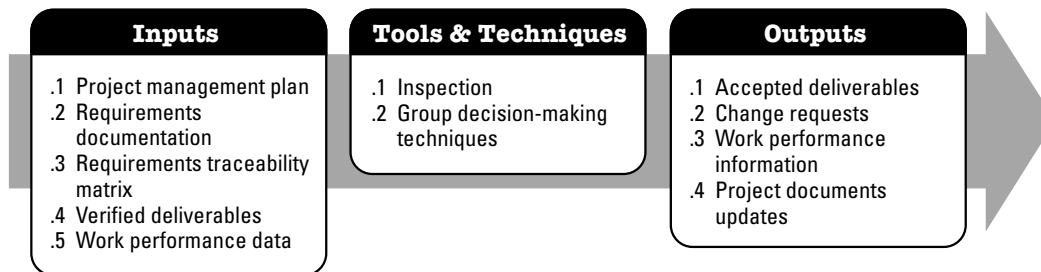 Inputs
.1 Project management plan
.2 Requirements
documentation
.3 Requirements traceability
matrix
.4 Verified deliverables
.5 Work performance data
Tools & Techniques
.1 Inspection
.2 Group decision-making
techniques
Outputs
.1 Accepted deliverables
.2 Change requests
.3 Work performance
information
.4 Project documents
updates